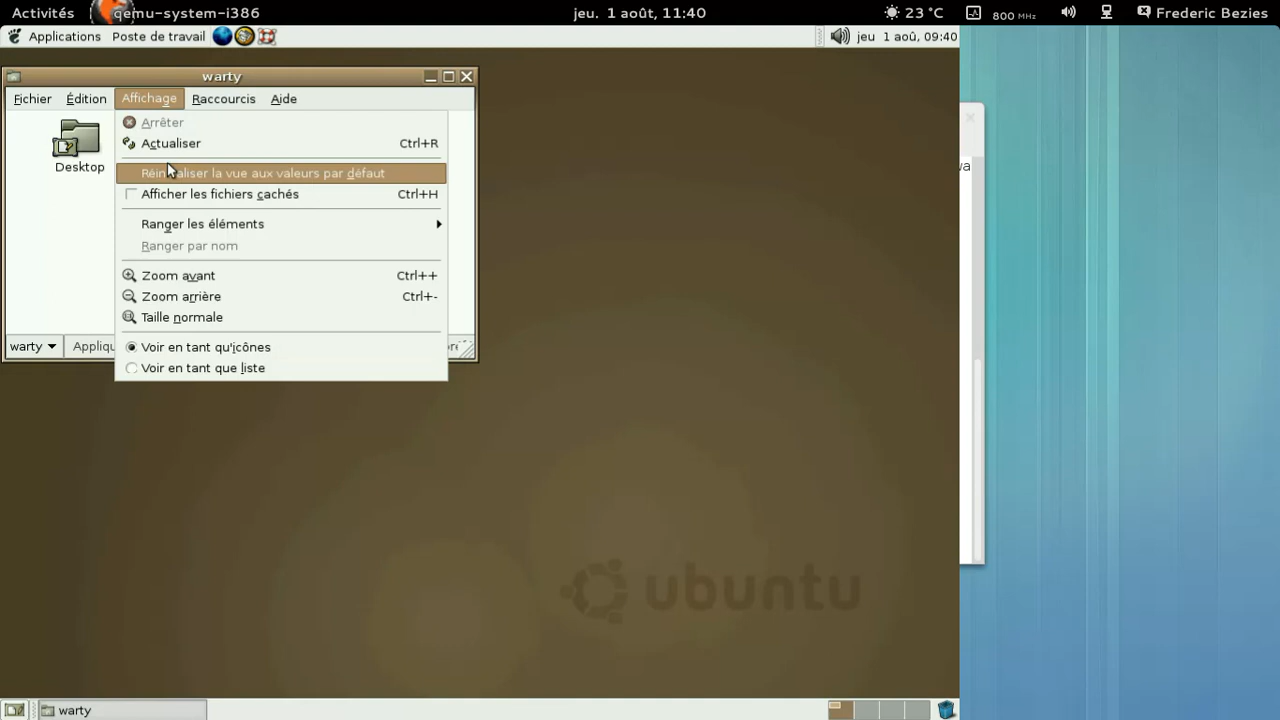 Activités qemu-system-i386 jeu. 1 août, 11:40 23 °C 800 MHz Frederic Bezies
Applications Poste de travail jeu 1 aoû, 09:40
warty
Fichier Édition Affichage Raccourcis Aide
Arrêter
Actualiser Ctrl+R
Desktop
Réinitialiser la vue aux valeurs par défaut
Afficher les fichiers cachés Ctrl+H
Ranger les éléments
Ranger par nom
Zoom avant Ctrl++
Zoom arrière Ctrl+-
Taille normale
warty Appliqu
Voir en tant qu'icônes
Voir en tant que liste
wa
ubuntu
warty